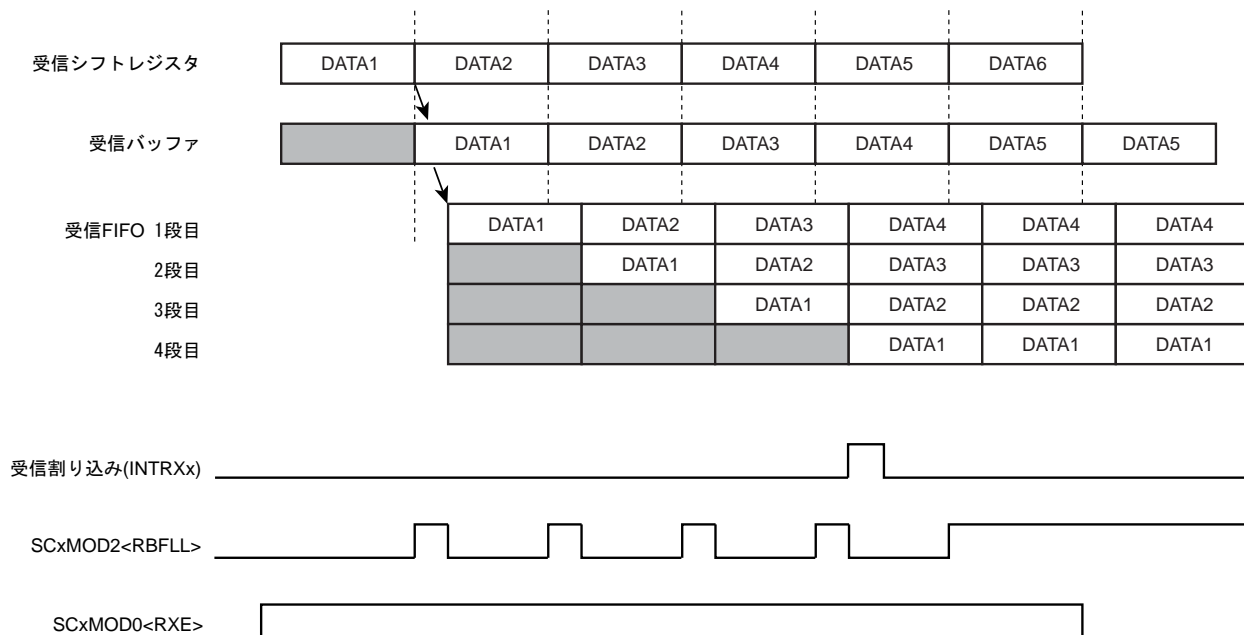 受信シフトレジスタ DATA1 DATA2 DATA3 DATA4 DATA5 DATA6
受信バッファ DATA1 DATA2 DATA3 DATA4 DATA5 DATA5
受信FIFO 1段目 DATA1 DATA2 DATA3 DATA4 DATA4 DATA4
2段目 DATA1 DATA2 DATA3 DATA3 DATA3
3段目 DATA1 DATA2 DATA2 DATA2
4段目 DATA1 DATA1 DATA1
受信割り込み(INTRXx)
SCxMOD2<RBFLL>
SCxMOD0<RXE>